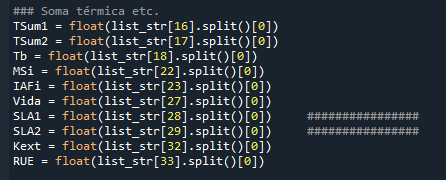 ### Soma térmica etc.
TSum1 = float(list_str[16].split()[0])
TSum2 = float(list_str[17].split()[0])
Tb = float(list_str[18].split()[0])
MSi = float(list_str[22].split()[0])
IAFi = float(list_str[23].split()[0])
Vida = float(list_str[27].split()[0])
SLA1 = float(list_str[28].split()[0])    ################
SLA2 = float(list_str[29].split()[0])    ################
Kext = float(list_str[32].split()[0])
RUE = float(list_str[33].split()[0])